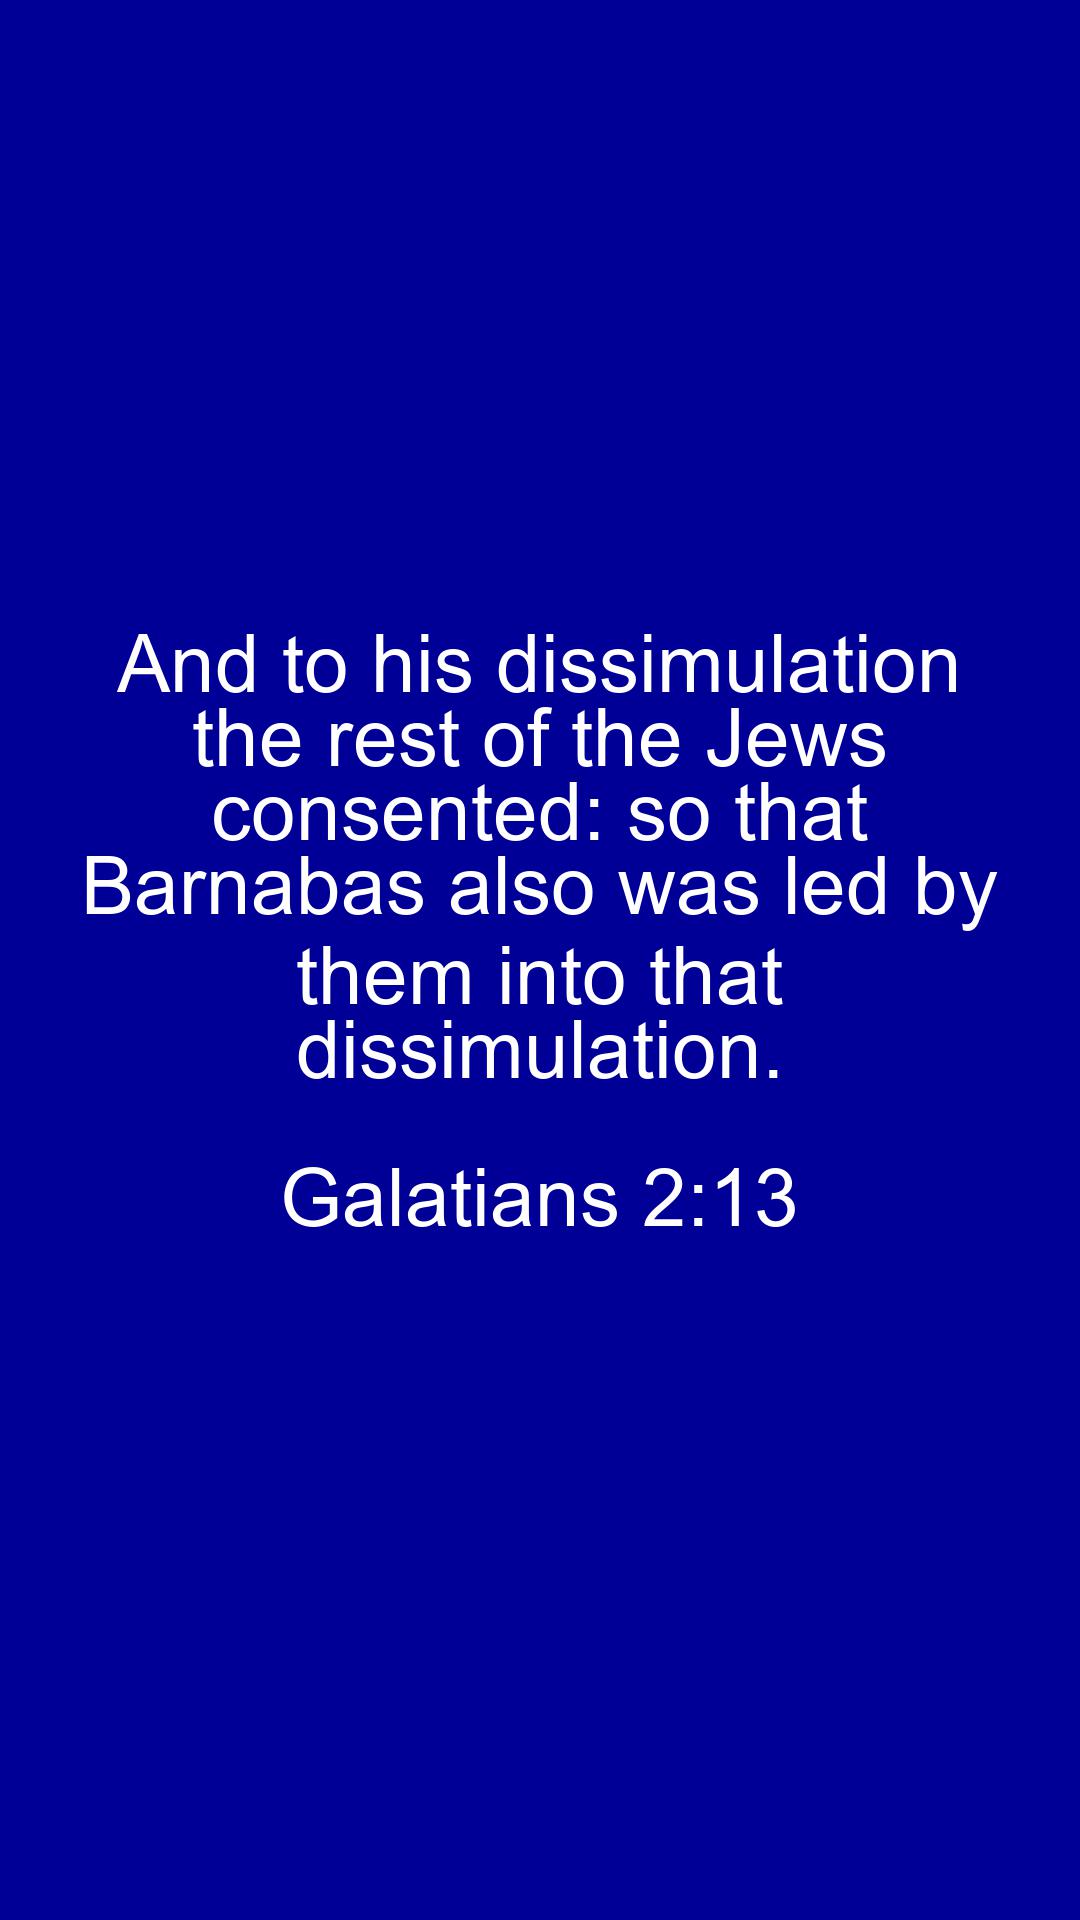 And to his dissimulation
the rest of the Jews
consented: so that
Barnabas also was led by
them into that
dissimulation.
Galatians 2:13